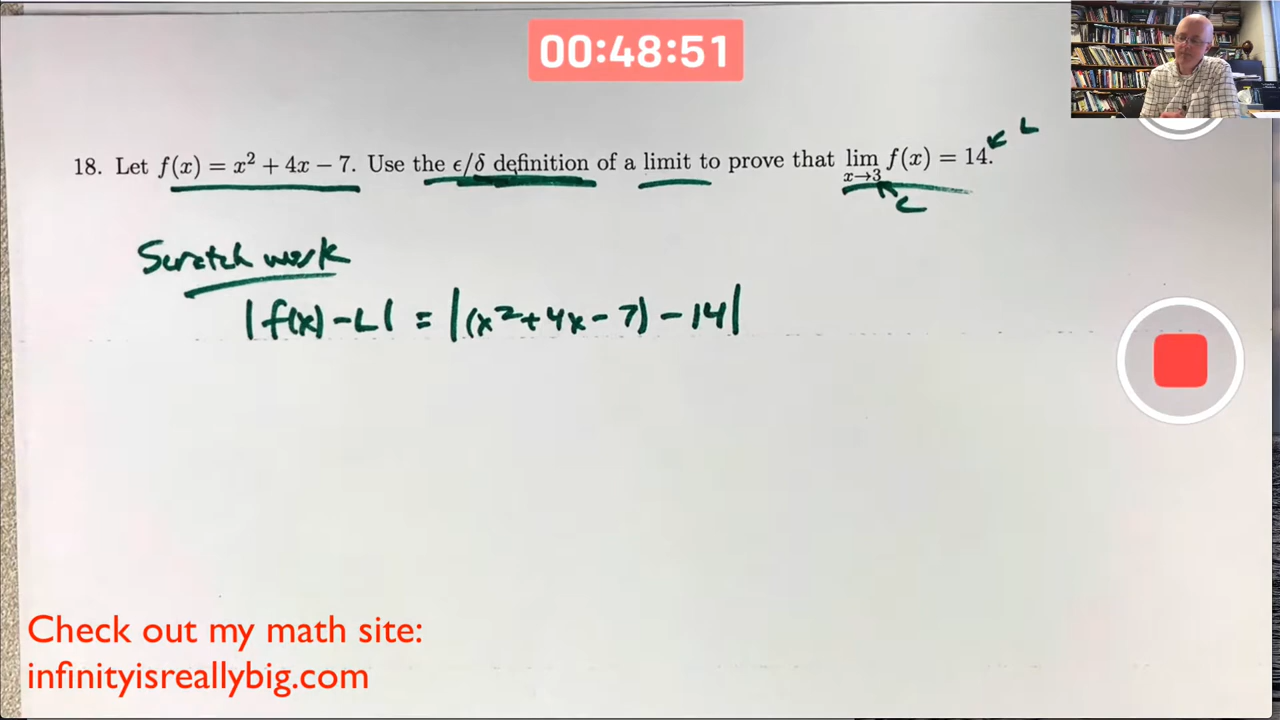 00:48:51
18. Let f(x) = x² + 4x − 7. Use the ϵ/δ definition of a limit to prove that lim x→3 f(x) = 14.
L
c
Scratch work
|f(x) − L| = |(x² + 4x − 7) − 14|
Check out my math site:
infinityisreallybig.com